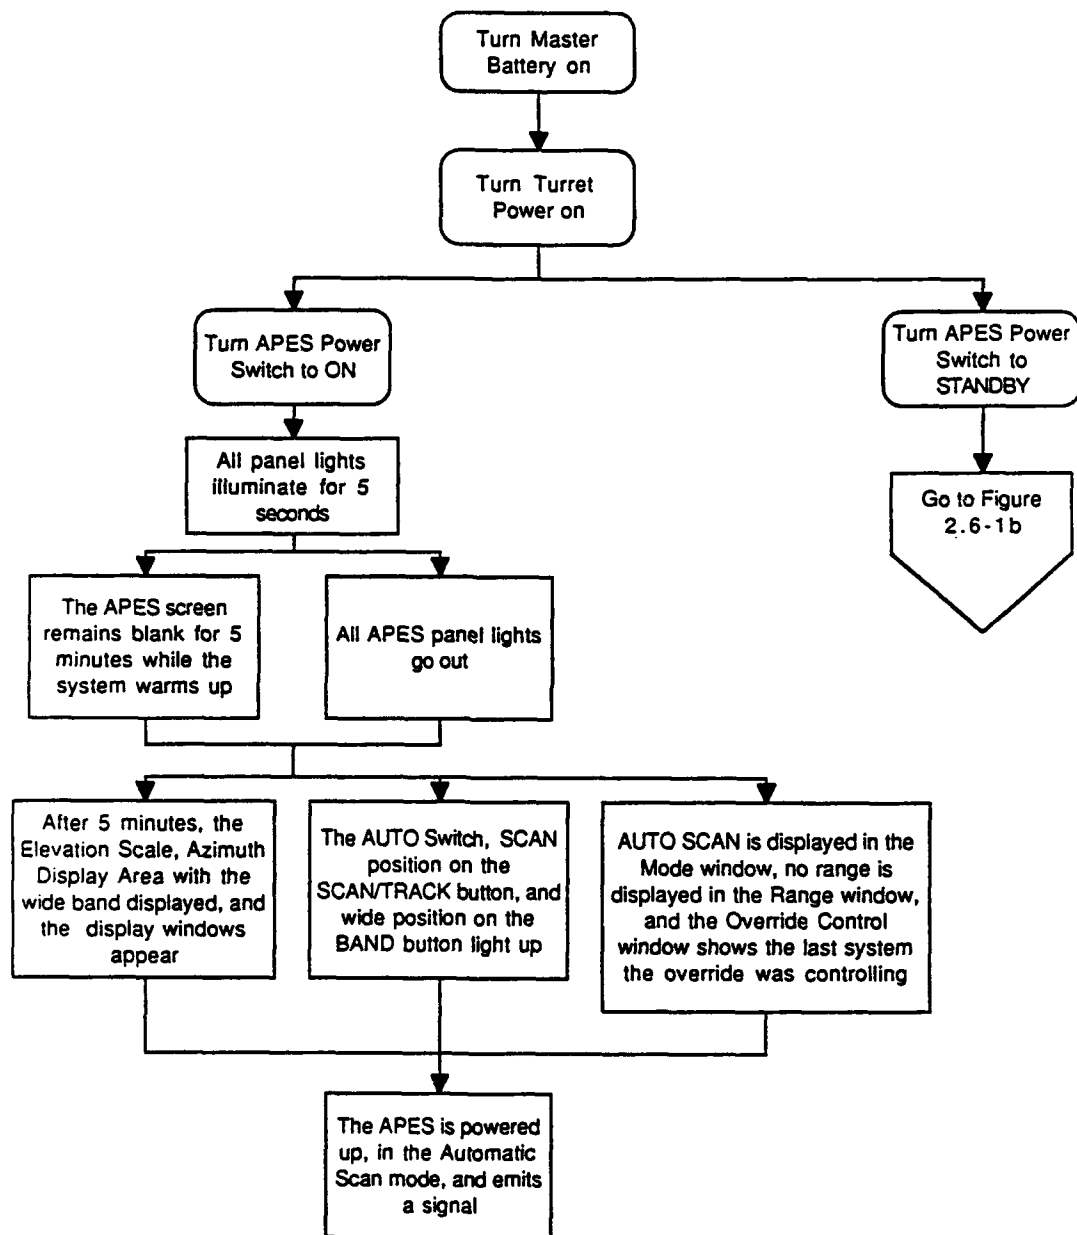 Turn Master
Battery on
Turn Turret
Power on
Turn APES Power
Switch to ON
Turn APES Power
Switch to
STANDBY
All panel lights
illuminate for 5
seconds
Go to Figure
2.6-1b
The APES screen
remains blank for 5
minutes while the
system warms up
All APES panel lights
go out
After 5 minutes, the
Elevation Scale, Azimuth
Display Area with the
wide band displayed, and
the display windows
appear
The AUTO Switch, SCAN
position on the
SCAN/TRACK button, and
wide position on the
BAND button light up
AUTO SCAN is displayed in the
Mode window, no range is
displayed in the Range window,
and the Override Control
window shows the last system
the override was controlling
The APES is powered
up, in the Automatic
Scan mode, and emits
a signal